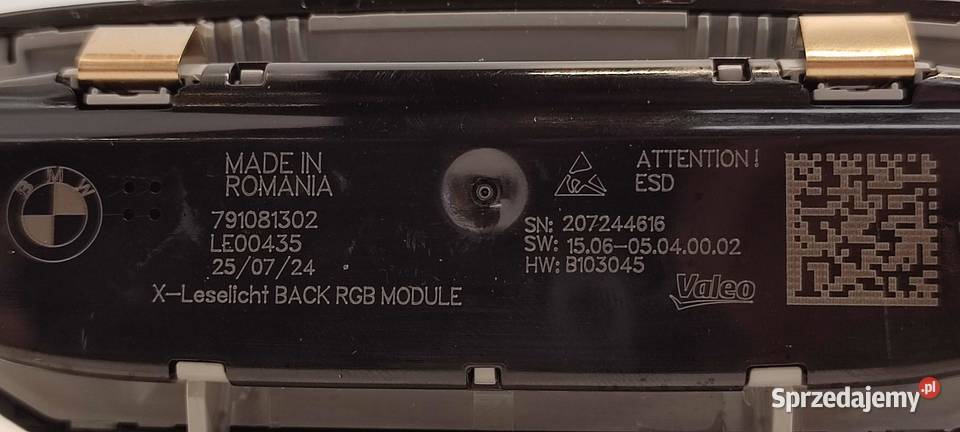 BMW
MADE IN
ROMANIA
791081302
LE00435
25/07/24
X-Leselicht BACK RGB MODULE
ATTENTION!
ESD
SN: 207244616
SW: 15.06-05.04.00.02
HW: B103045
Valeo
Sprzedajemy.pl